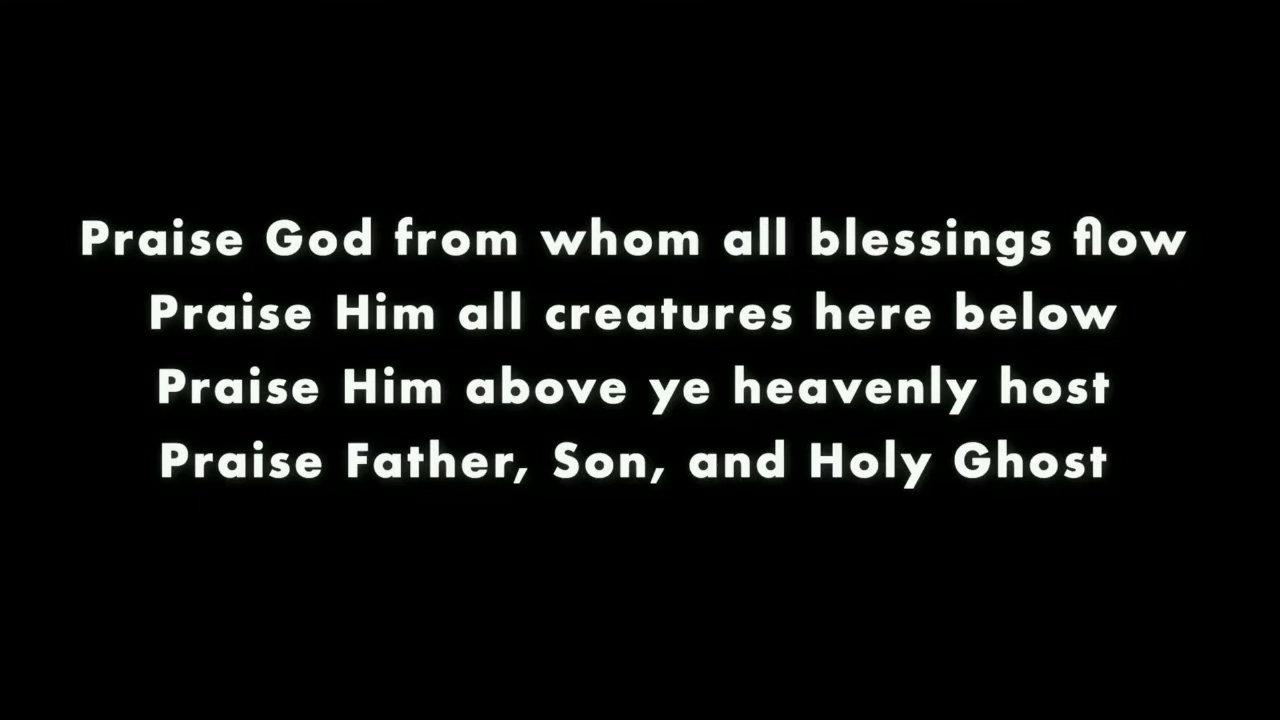 Praise God from whom all blessings flow
Praise Him all creatures here below
Praise Him above ye heavenly host
Praise Father, Son, and Holy Ghost